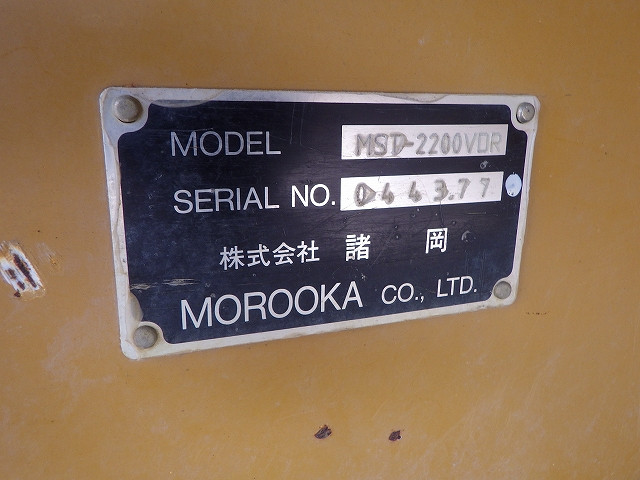 MODEL MST-2200VDR
SERIAL NO. 044377
株式会社 諸岡
MOROOKA CO., LTD.